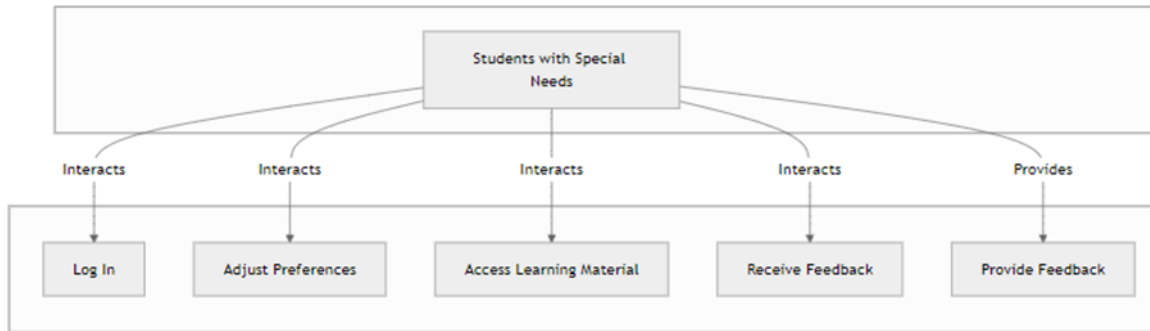 Students with Special
Needs
Interacts
Interacts
Interacts
Interacts
Provides
Log In
Adjust Preferences
Access Learning Material
Receive Feedback
Provide Feedback